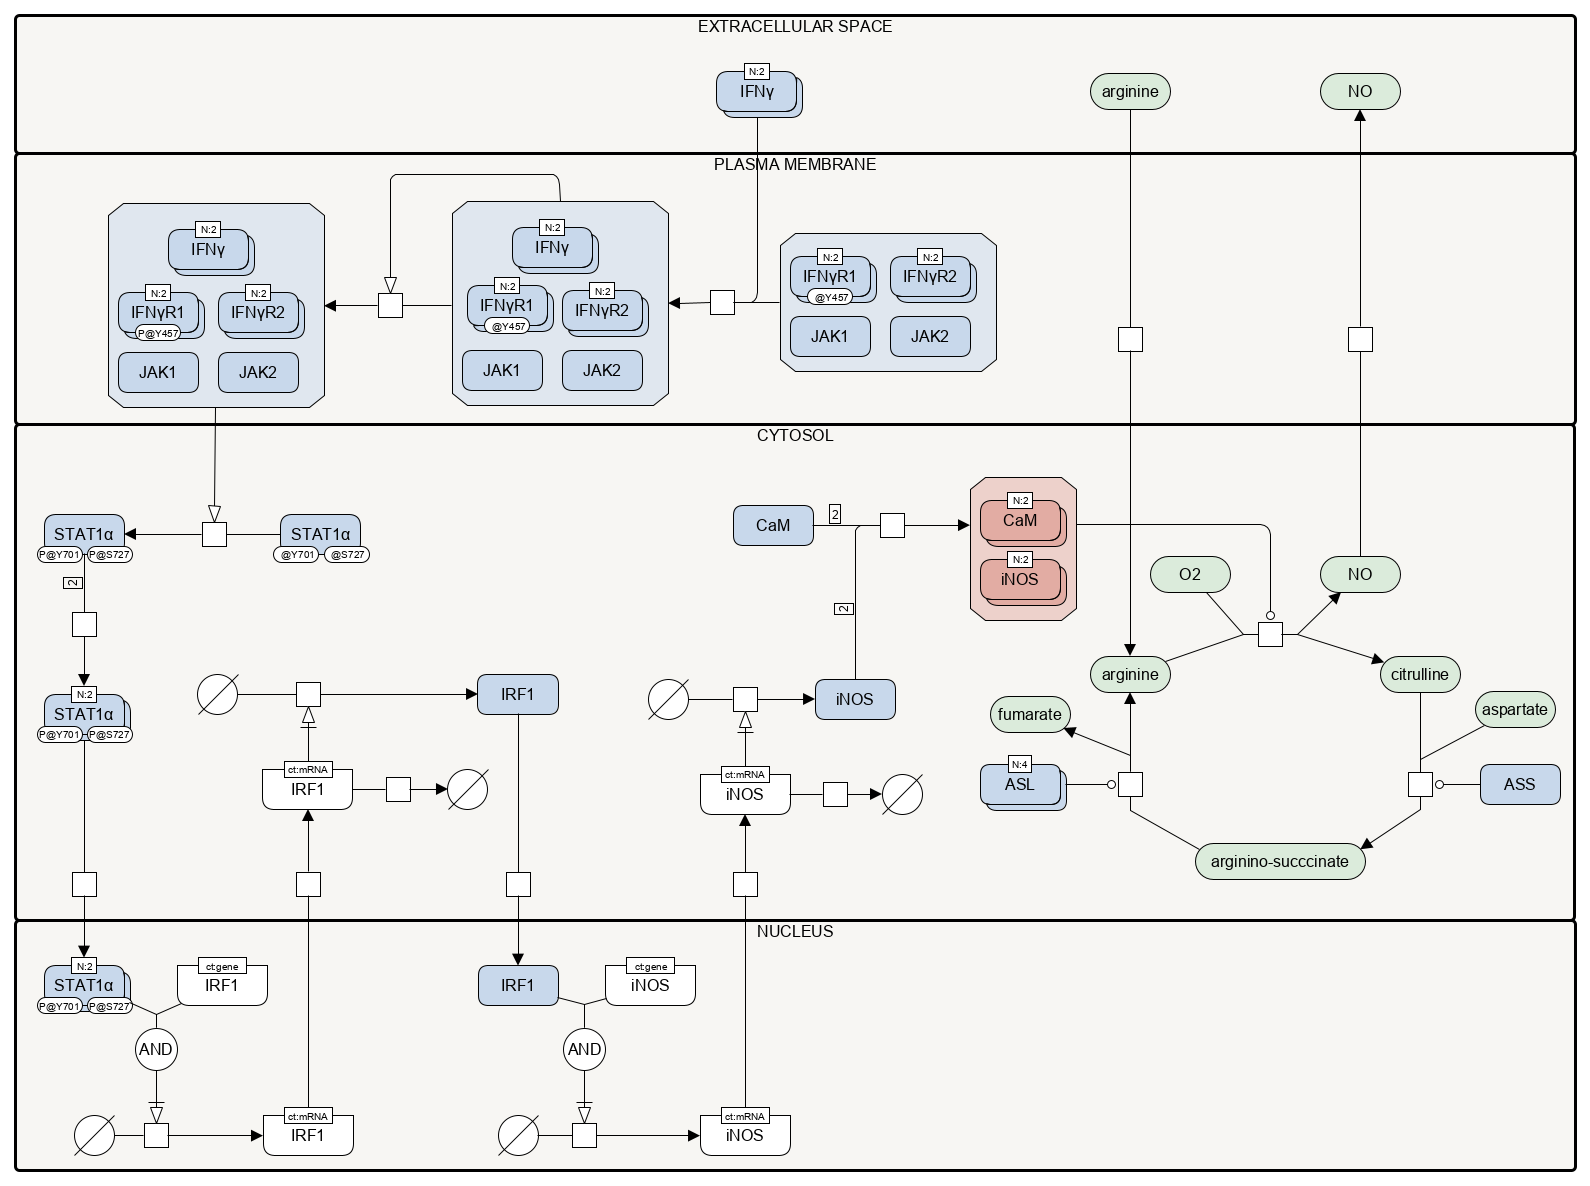 EXTRACELLULAR SPACE
N:2
IFNγ
arginine
NO
PLASMA MEMBRANE
N:2
IFNγ
N:2
IFNγR1
P@Y457
N:2
IFNγR2
JAK1
JAK2
N:2
IFNγ
N:2
IFNγR1
@Y457
N:2
IFNγR2
JAK1
JAK2
N:2
IFNγR1
@Y457
N:2
IFNγR2
JAK1
JAK2
CYTOSOL
STAT1α
P@Y701
P@S727
STAT1α
@Y701
@S727
2
N:2
STAT1α
P@Y701
P@S727
IRF1
ct:mRNA
IRF1
CaM
2
2
N:2
CaM
N:2
iNOS
iNOS
ct:mRNA
iNOS
O2
NO
arginine
citrulline
fumarate
aspartate
N:4
ASL
ASS
arginino-succcinate
NUCLEUS
N:2
STAT1α
P@Y701
P@S727
ct:gene
IRF1
AND
ct:mRNA
IRF1
IRF1
ct:gene
iNOS
AND
ct:mRNA
iNOS